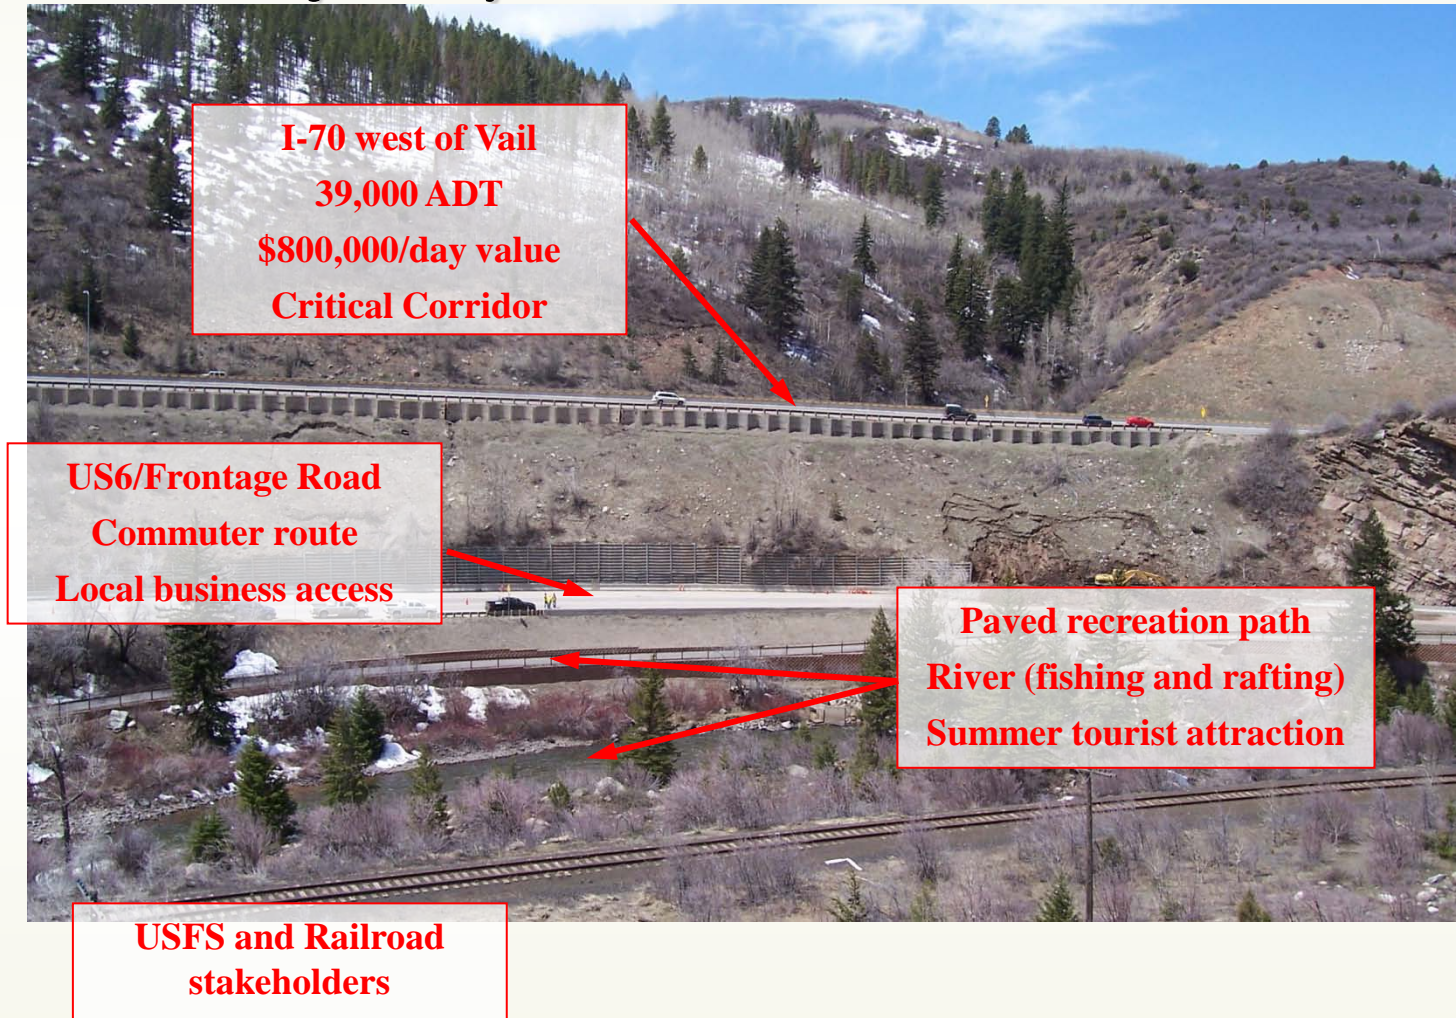 I-70 west of Vail
39,000 ADT
$800,000/day value
Critical Corridor
US6/Frontage Road
Commuter route
Local business access
Paved recreation path
River (fishing and rafting)
Summer tourist attraction
USFS and Railroad
stakeholders